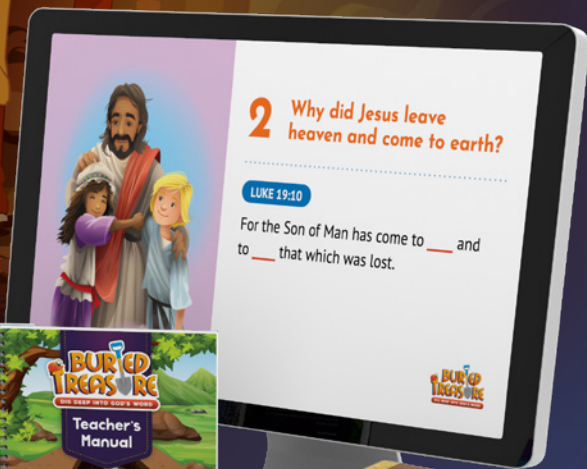 2
Why did Jesus leave
heaven and come to earth?
LUKE 19:10
For the Son of Man has come to ___ and
to ___ that which was lost.
BURIED
TREASURE
BURIED
TREASURE
DIG DEEP INTO GOD'S WORD
Teacher's
Manual